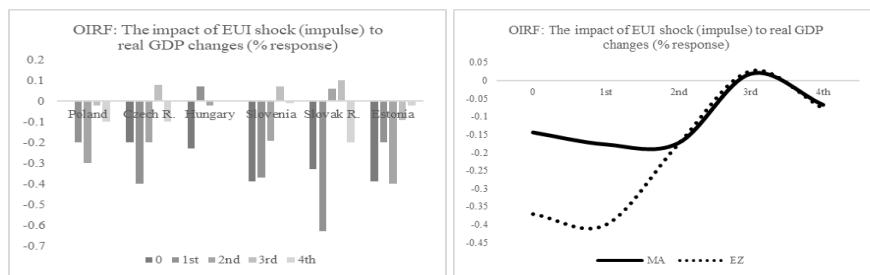 OIRF: The impact of EUI shock (impulse) to
real GDP changes (% response)
0.2
0.1
0
-0.1
-0.2
-0.3
-0.4
-0.5
-0.6
-0.7
Poland Czech R. Hungary Slovenia Slovak R. Estonia
0 1st 2nd 3rd 4th
OIRF: The impact of EUI shock (impulse) to real GDP
changes (% response)
0.05
0
-0.05
-0.1
-0.15
-0.2
-0.25
-0.3
-0.35
-0.4
-0.45
0 1st 2nd 3rd 4th
MA EZ